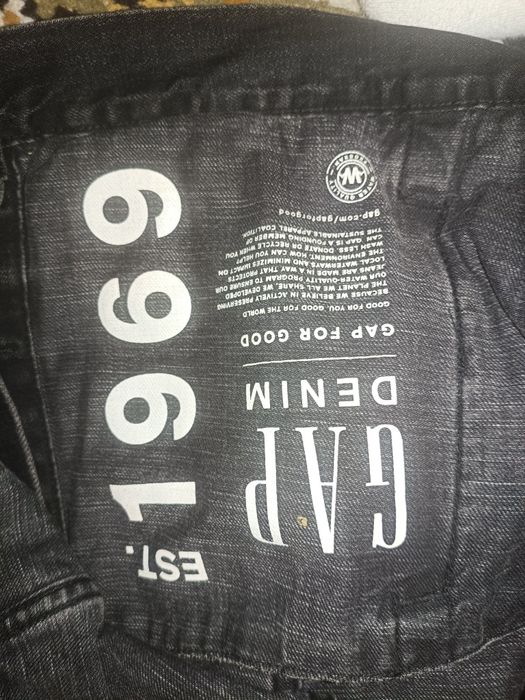 GAP
DENIM
GAP FOR GOOD
GOOD FOR YOU. GOOD FOR THE WORLD
BECAUSE WE BELIEVE IN ACTIVELY PRESERVING
THE PLANET WE ALL SHARE, WE DEVELOPED
OUR WATER-QUALITY PROGRAM TO ENSURE OUR
JEANS ARE MADE IN A WAY THAT PROTECTS
LOCAL WATERWAYS AND MINIMIZES IMPACT ON
THE ENVIRONMENT. HOW CAN YOU HELP?
WASH LESS. DONATE OR RECYCLE WHEN YOU
GAP IS A FOUNDING MEMBER OF
THE SUSTAINABLE APPAREL COALITION.
gap.com/gapforgood
WATER QUALITY
PROGRAM
W
EST. 1969